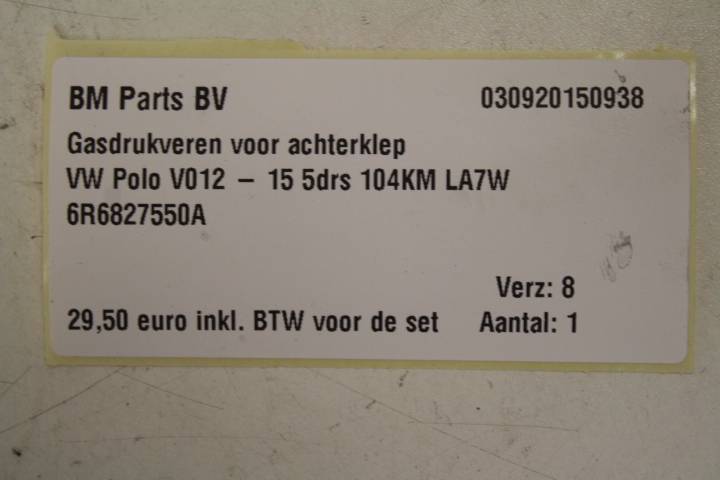 BM Parts BV 030920150938
Gasdrukveren voor achterklep
VW Polo V012 – 15 5drs 104KM LA7W
6R6827550A
Verz: 8
29,50 euro inkl. BTW voor de set Aantal: 1